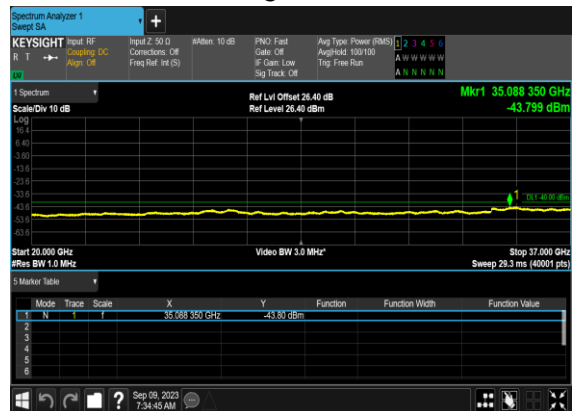 Spectrum Analyzer 1
Swept SA
+
KEYSIGHT Input: RF Input Z: 50 Ω #Atten: 10 dB PNO: Fast Avg Type: Power (RMS) 1 2 3 4 5 6
R T Coupling: DC Corrections: Off Gate: Off Avg|Hold: 100/100 A W W W W W
Align: Off Freq Ref: Int (S) IF Gain: Low Trig: Free Run
Sig Track: Off A N N N N N
LW
1 Spectrum Ref Lvl Offset 26.40 dB Mkr1 35.088 350 GHz
Scale/Div 10 dB Ref Level 26.40 dBm -43.799 dBm
Log
16.4
6.40
-3.60
-13.6
-23.6
-33.6 1 DL1 -40.00 dBm
-43.6
-53.6
-63.6
Start 20.000 GHz Video BW 3.0 MHz* Stop 37.000 GHz
#Res BW 1.0 MHz Sweep 29.3 ms (40001 pts)
5 Marker Table
Mode Trace Scale X Y Function Function Width Function Value
1 N 1 f 35.088 350 GHz -43.80 dBm
2
3
4
5
6
? Sep 09, 2023
7:34:45 AM